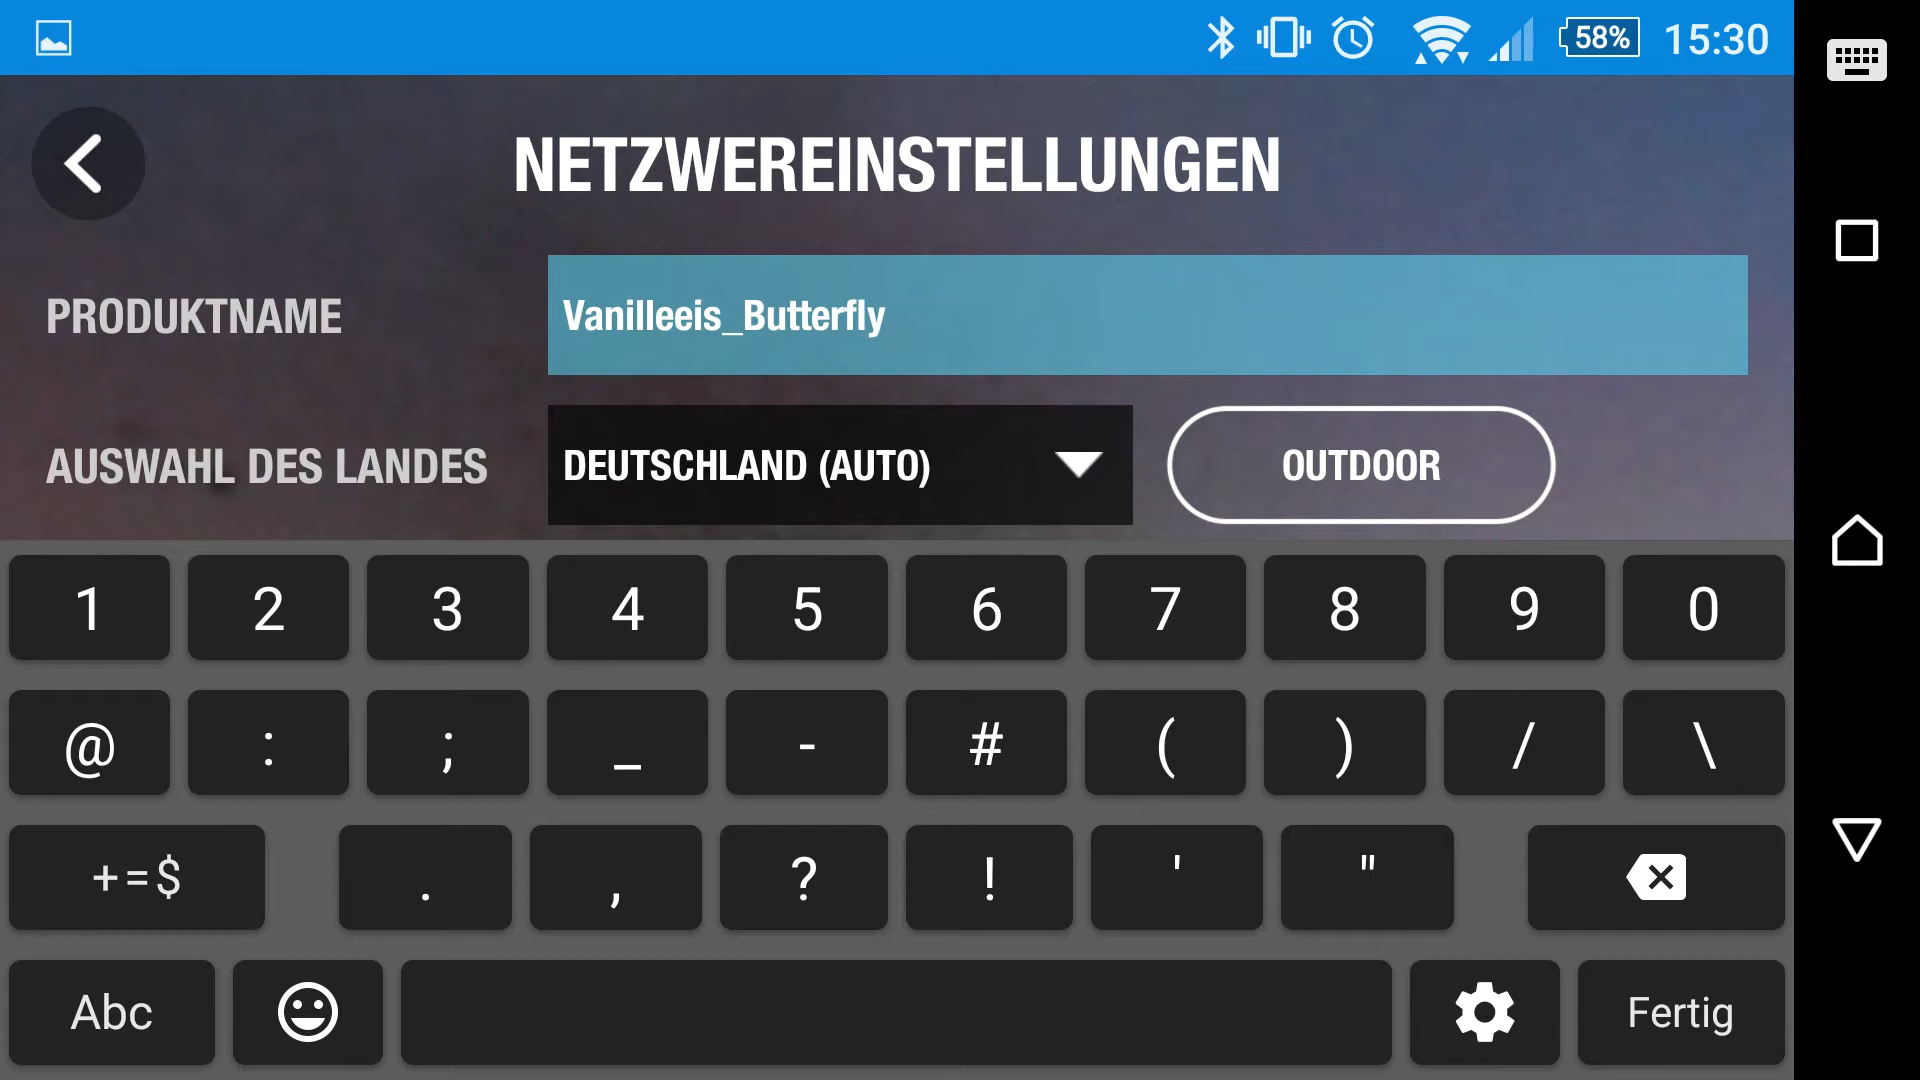 58% 15:30
NETZWEREINSTELLUNGEN
PRODUKTNAME Vanilleeis_Butterfly
AUSWAHL DES LANDES DEUTSCHLAND (AUTO) OUTDOOR
1 2 3 4 5 6 7 8 9 0
@ : ; _ - # ( ) / \
+=$ . , ? ! ' "
Abc Fertig